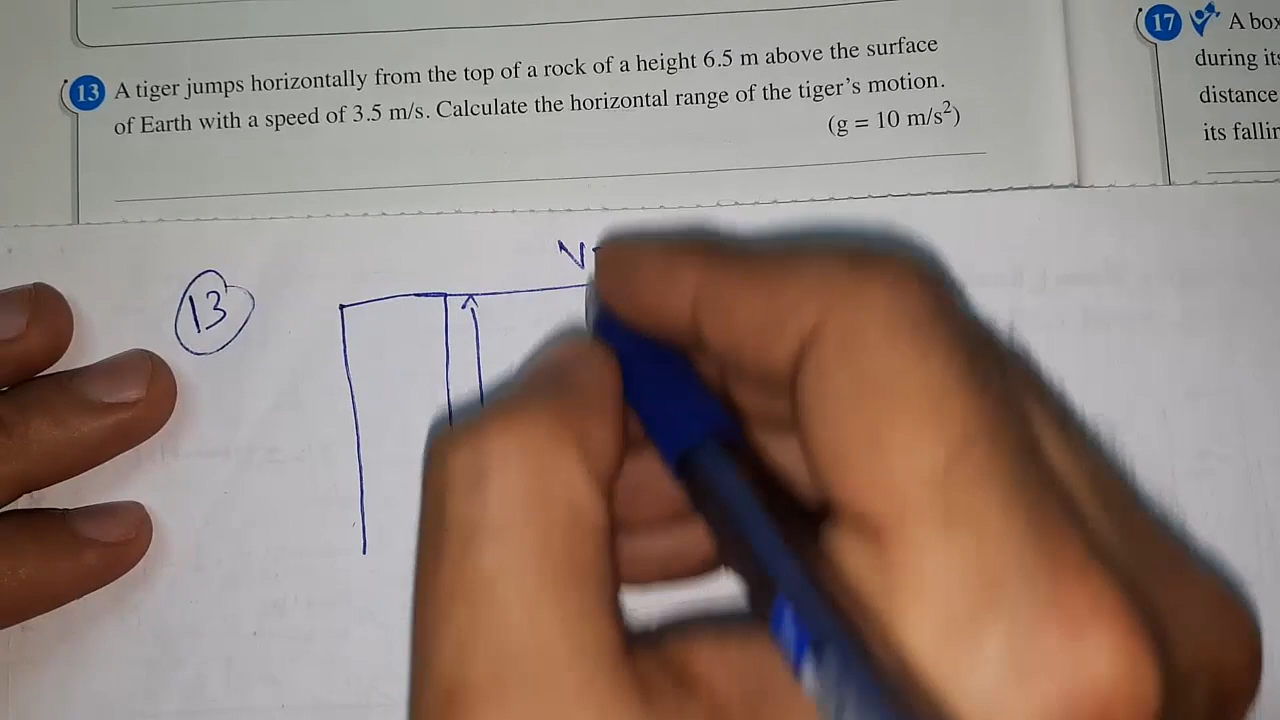 13 A tiger jumps horizontally from the top of a rock of a height 6.5 m above the surface
of Earth with a speed of 3.5 m/s. Calculate the horizontal range of the tiger's motion.
(g = 10 m/s²)
17 A box
during its
distance
its fallin
13
V